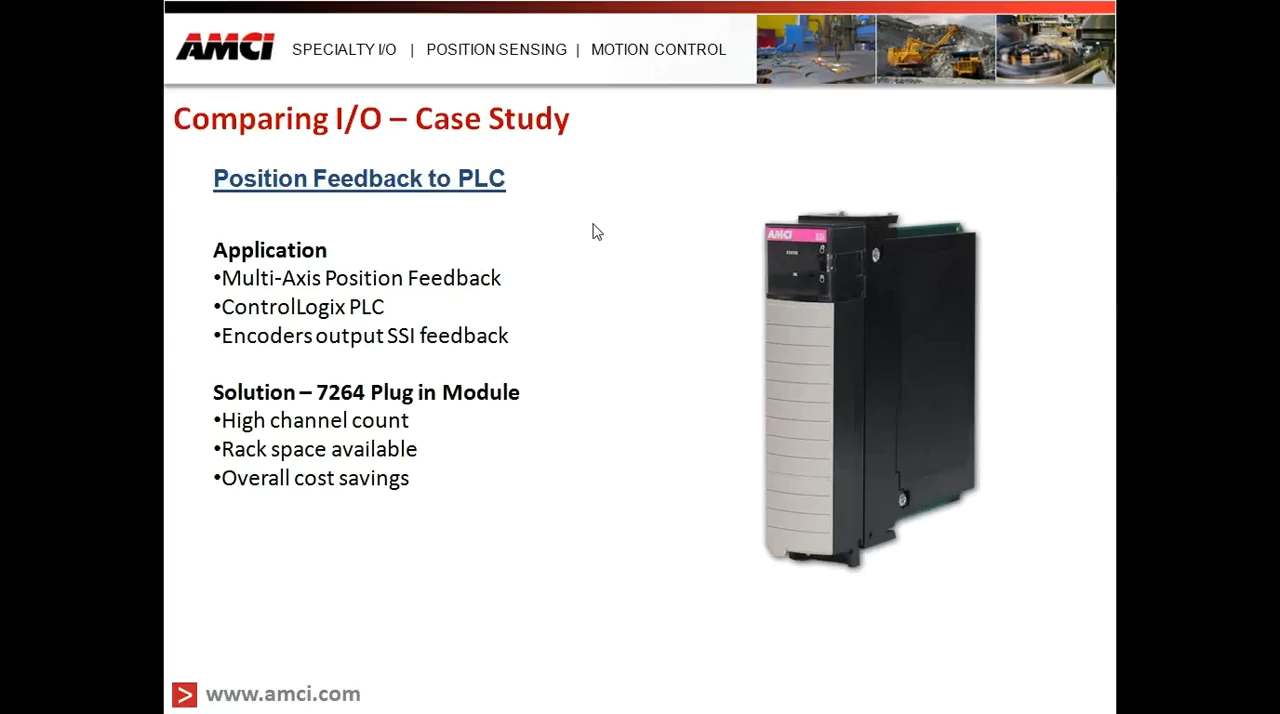 AMCI SPECIALTY I/O | POSITION SENSING | MOTION CONTROL
Comparing I/O – Case Study
Position Feedback to PLC
Application
•Multi-Axis Position Feedback
•ControlLogix PLC
•Encoders output SSI feedback
Solution – 7264 Plug in Module
•High channel count
•Rack space available
•Overall cost savings
AMCI SSI
> www.amci.com